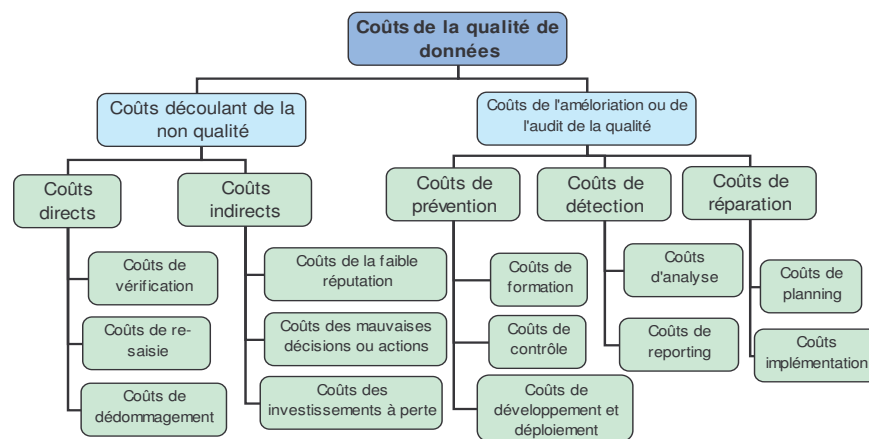 Coûts de la qualité de
données
Coûts découlant de la
non qualité
Coûts de l'améloriation ou de
l'audit de la qualité
Coûts
directs
Coûts
indirects
Coûts de
prévention
Coûts de
détection
Coûts de
réparation
Coûts de
vérification
Coûts de re-
saisie
Coûts de
dédommagement
Coûts de la faible
réputation
Coûts des mauvaises
décisions ou actions
Coûts des
investissements à perte
Coûts de
formation
Coûts de
contrôle
Coûts de
développement et
déploiement
Coûts
d'analyse
Coûts de
reporting
Coûts de
planning
Coûts
implémentation